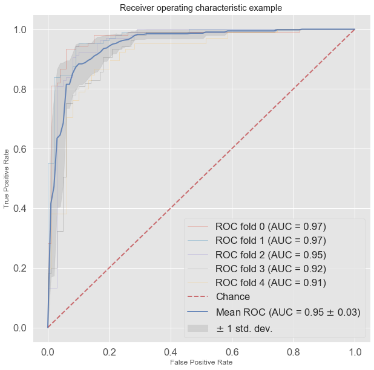 Receiver operating characteristic example
True Positive Rate
1.0
0.8
0.6
0.4
0.2
0.0
ROC fold 0 (AUC = 0.97)
ROC fold 1 (AUC = 0.97)
ROC fold 2 (AUC = 0.95)
ROC fold 3 (AUC = 0.92)
ROC fold 4 (AUC = 0.91)
Chance
Mean ROC (AUC = 0.95 ± 0.03)
± 1 std. dev.
0.0 0.2 0.4 0.6 0.8 1.0
False Positive Rate